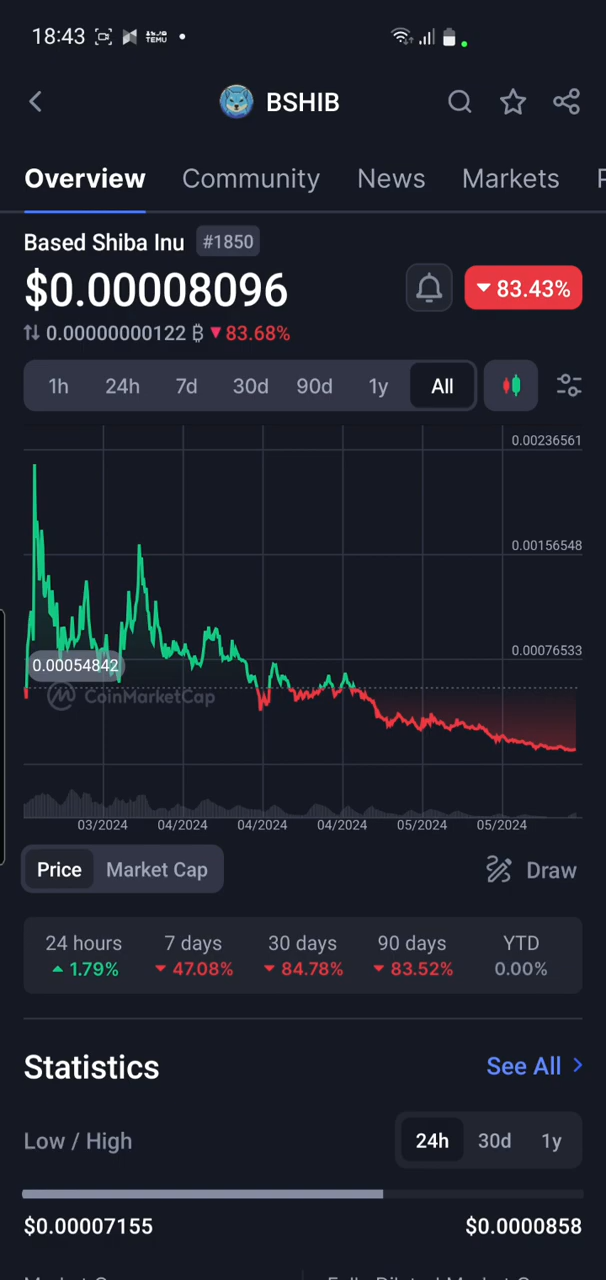 18:43 TEMU
BSHIB
Overview Community News Markets
Based Shiba Inu #1850
$0.00008096 ▼ 83.43%
0.00000000122 ₿ ▼ 83.68%
1h 24h 7d 30d 90d 1y All
0.00236561
0.00156548
0.00076533
0.00054842
CoinMarketCap
03/2024 04/2024 04/2024 04/2024 05/2024 05/2024
Price Market Cap Draw
24 hours 7 days 30 days 90 days YTD
▲ 1.79% ▼ 47.08% ▼ 84.78% ▼ 83.52% 0.00%
Statistics See All >
Low / High 24h 30d 1y
$0.00007155 $0.0000858